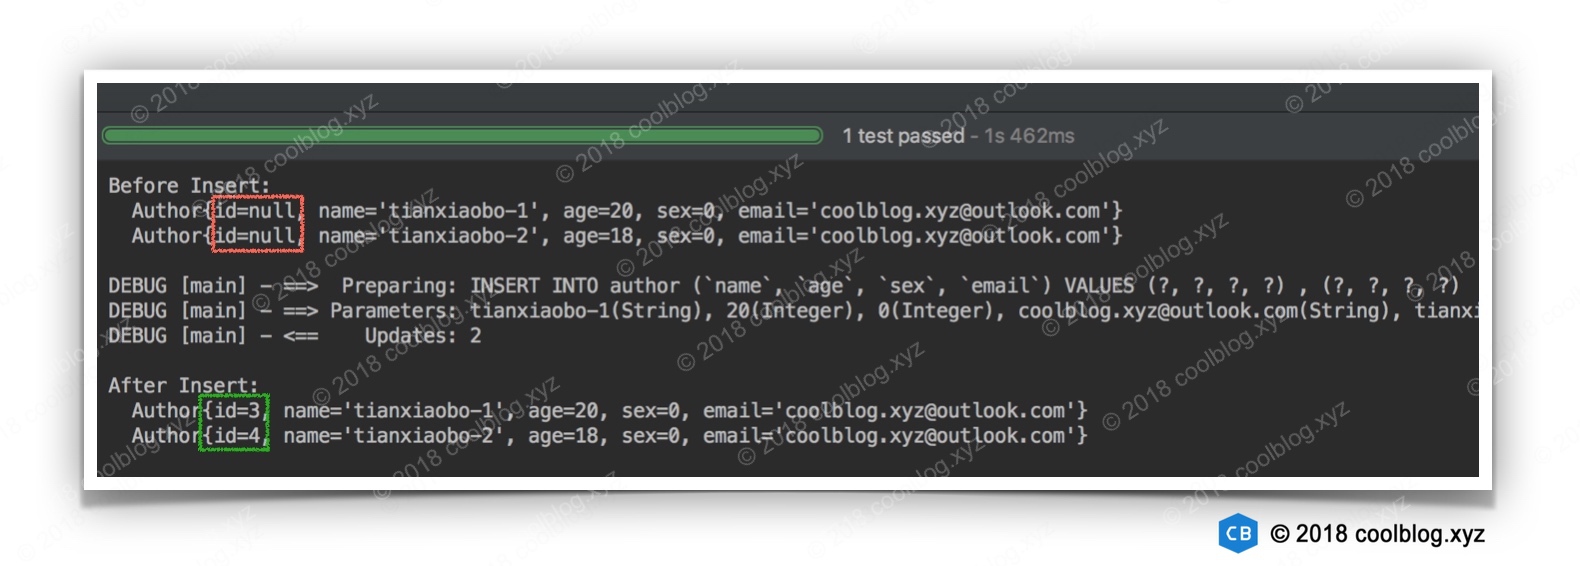 1 test passed - 1s 462ms
Before Insert:
Author{id=null, name='tianxiaobo-1', age=20, sex=0, email='coolblog.xyz@outlook.com'}
Author{id=null, name='tianxiaobo-2', age=18, sex=0, email='coolblog.xyz@outlook.com'}
DEBUG [main] - ==>  Preparing: INSERT INTO author (`name`, `age`, `sex`, `email`) VALUES (?, ?, ?, ?) , (?, ?, ?, ?)
DEBUG [main] - ==> Parameters: tianxiaobo-1(String), 20(Integer), 0(Integer), coolblog.xyz@outlook.com(String), tianxi
DEBUG [main] - <==    Updates: 2
After Insert:
Author{id=3, name='tianxiaobo-1', age=20, sex=0, email='coolblog.xyz@outlook.com'}
Author{id=4, name='tianxiaobo-2', age=18, sex=0, email='coolblog.xyz@outlook.com'}
CB © 2018 coolblog.xyz